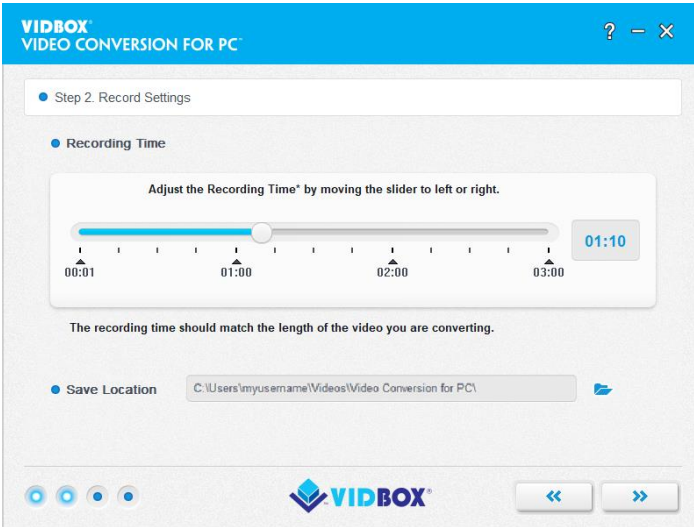 VIDBOX®
VIDEO CONVERSION FOR PC™
Step 2. Record Settings
Recording Time
Adjust the Recording Time* by moving the slider to left or right.
01:10
00:01 01:00 02:00 03:00
The recording time should match the length of the video you are converting.
Save Location C:\Users\myusername\Videos\Video Conversion for PC\
VIDBOX®